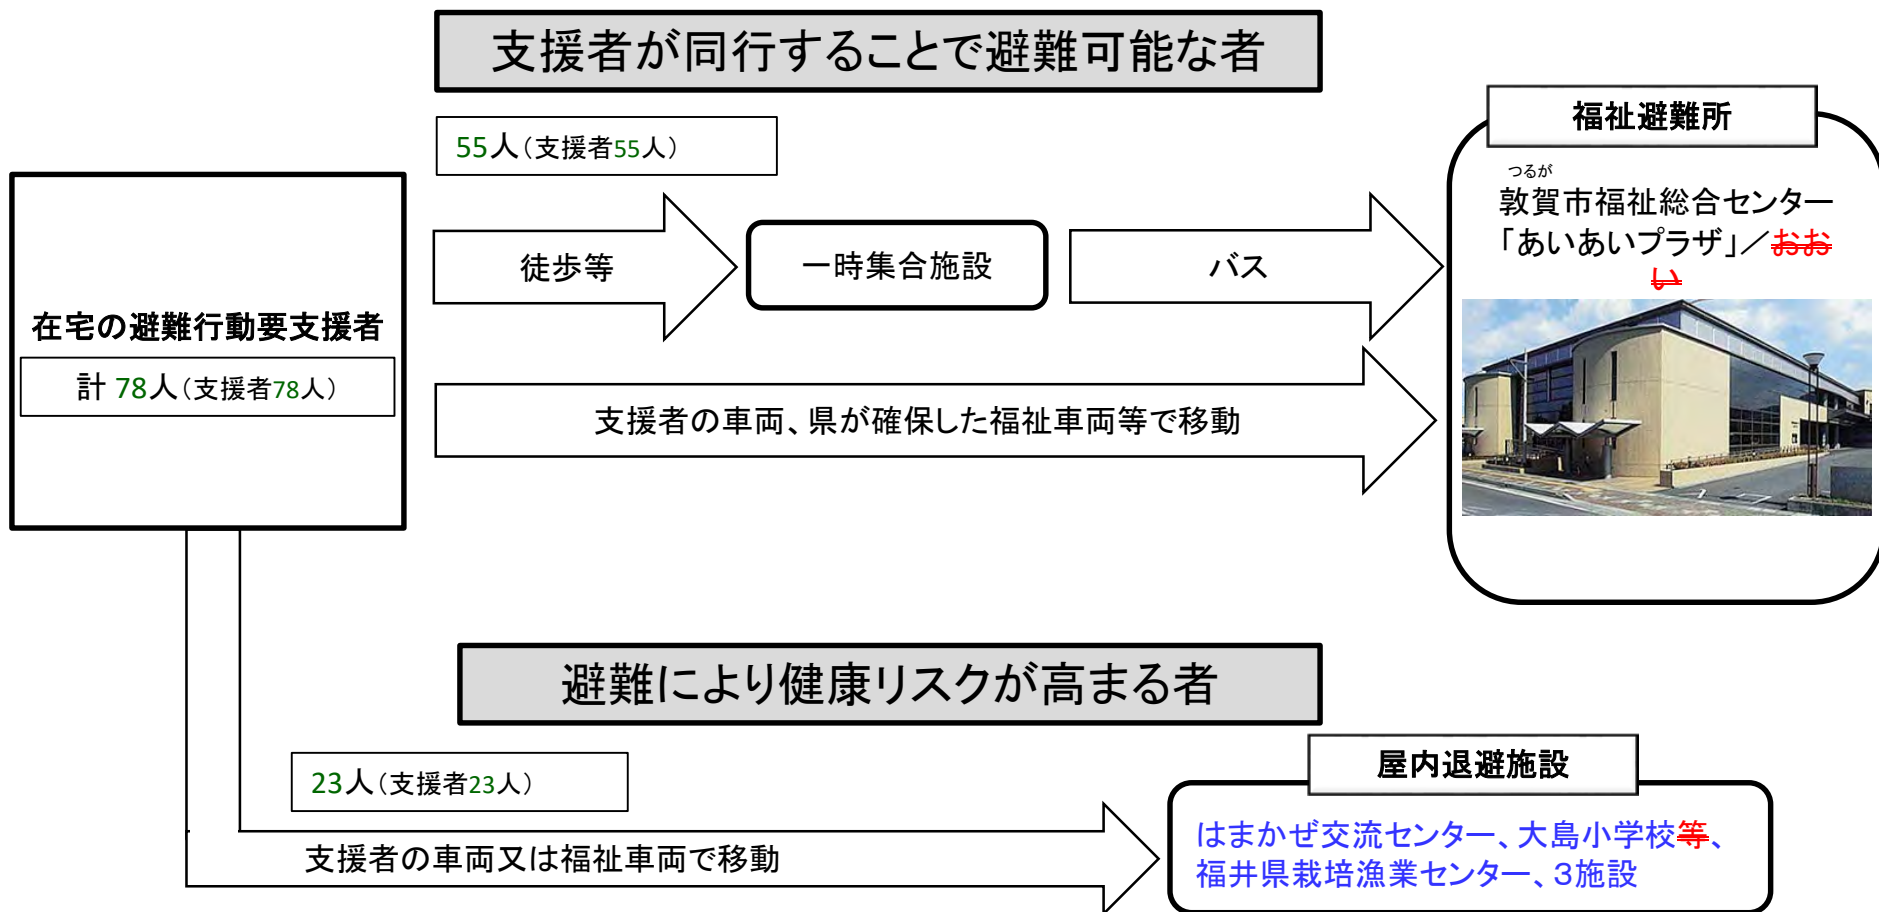 支援者が同行することで避難可能な者
55人（支援者55人）
福祉避難所
つるが
敦賀市福祉総合センター
「あいあいプラザ」／おお
い
徒歩等
一時集合施設
バス
在宅の避難行動要支援者
計 78人（支援者78人）
支援者の車両、県が確保した福祉車両等で移動
避難により健康リスクが高まる者
23人（支援者23人）
屋内退避施設
支援者の車両又は福祉車両で移動
はまかぜ交流センター、大島小学校等、
福井県栽培漁業センター、3施設